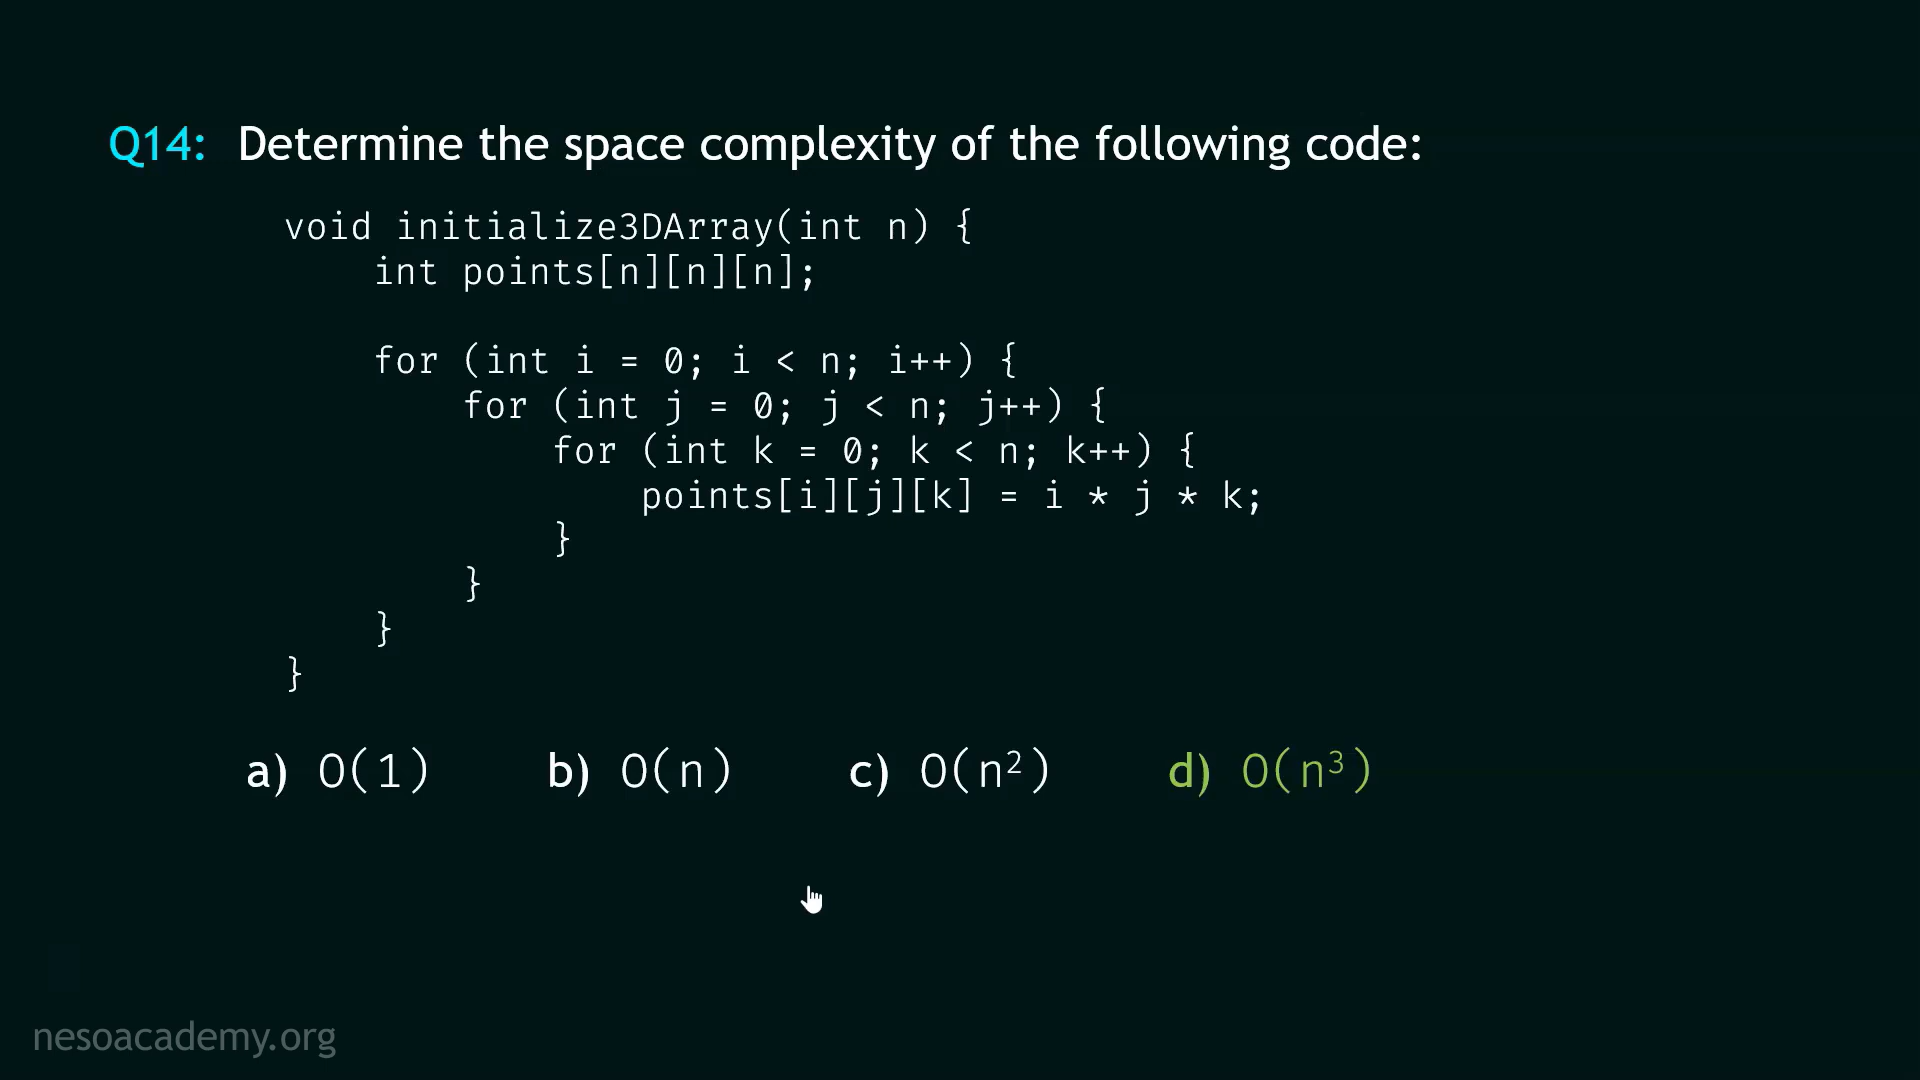 Q14: Determine the space complexity of the following code:
void initialize3DArray(int n) {
int points[n][n][n];
for (int i = 0; i < n; i++) {
for (int j = 0; j < n; j++) {
for (int k = 0; k < n; k++) {
points[i][j][k] = i * j * k;
}
}
}
}
a) O(1) b) O(n) c) O(n²) d) O(n³)
nesoacademy.org